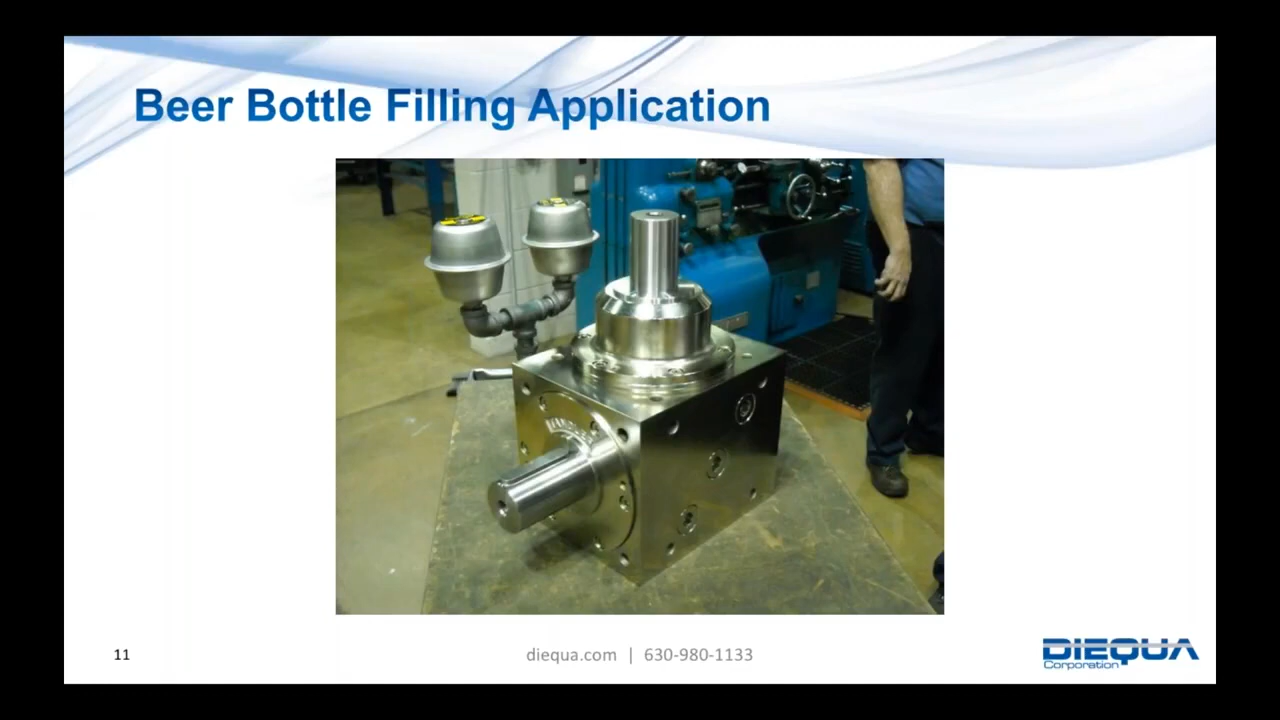 Beer Bottle Filling Application
11
diequa.com | 630-980-1133
DIEQUA
Corporation